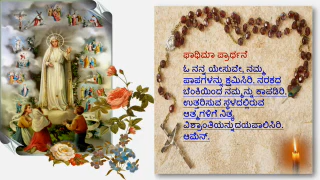 ಫಾಥಿಮಾ ಪ್ರಾರ್ಥನೆ
ಓ ನನ್ನ ಯೇಸುವೇ, ನಮ್ಮ
ಪಾಪಗಳನ್ನು ಕ್ಷಮಿಸಿರಿ. ನರಕದ
ಬೆಂಕಿಯಿಂದ ನಮ್ಮನ್ನು ಕಾಪಾಡಿರಿ.
ಉತ್ತರಿಸುವ ಸ್ಥಳದಲ್ಲಿರುವ
ಆತ್ಮಗಳಿಗೆ ನಿತ್ಯ
ವಿಶ್ರಾಂತಿಯನ್ನುದಯಪಾಲಿಸಿರಿ.
ಆಮೆನ್.